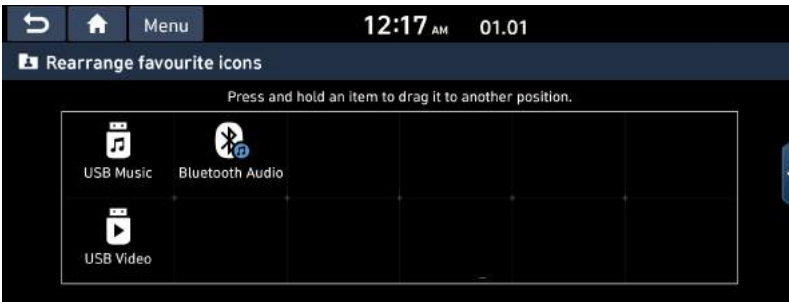 Menu 12:17 AM 01.01
Rearrange favourite icons
Press and hold an item to drag it to another position.
USB Music Bluetooth Audio
USB Video